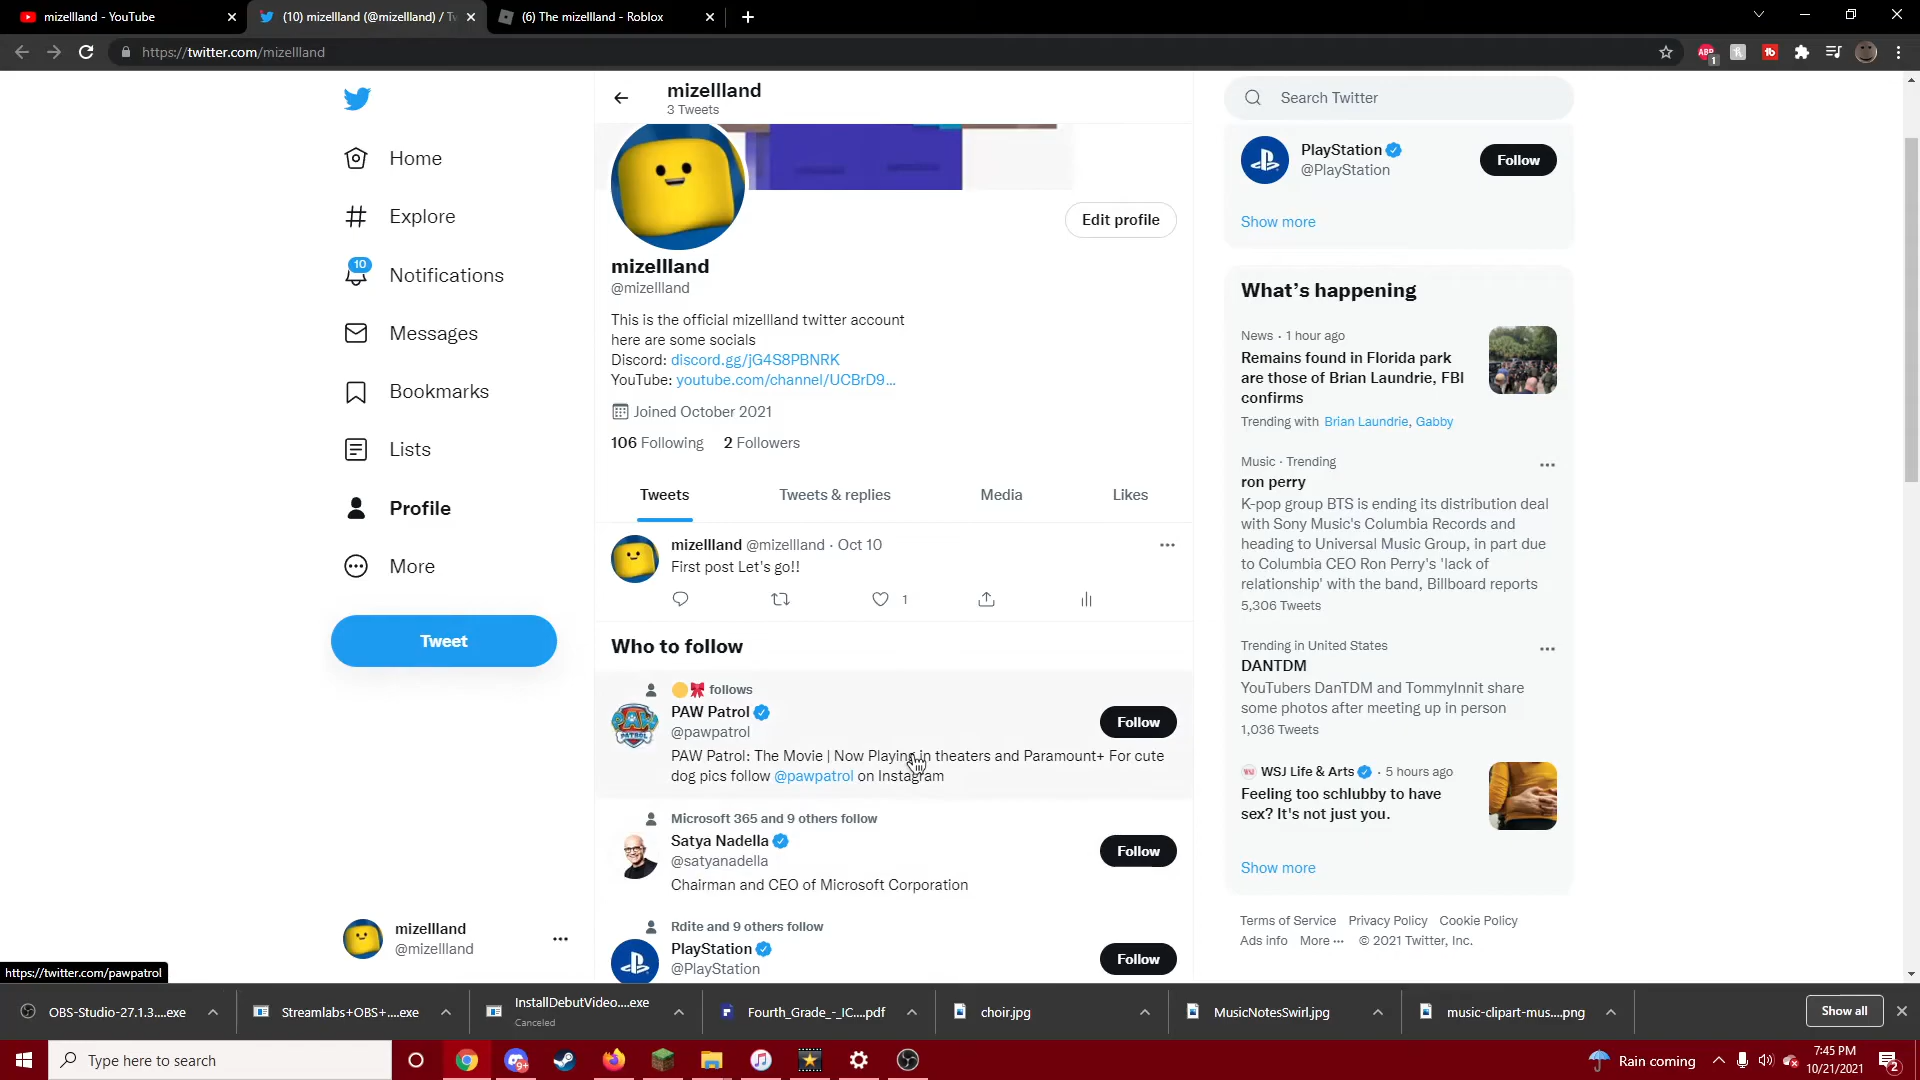 mizellland - YouTube
(10) mizellland (@mizellland) / Tw
(6) The mizellland - Roblox
https://twitter.com/mizellland
ABP
1
tb
mizellland
3 Tweets
Search Twitter
Home
Explore
10
Notifications
Messages
Bookmarks
Lists
Profile
More
Tweet
Edit profile
mizellland
@mizellland
This is the official mizellland twitter account
here are some socials
Discord: discord.gg/jG4S8PBNRK
YouTube: youtube.com/channel/UCBrD9...
Joined October 2021
106 Following 2 Followers
Tweets
Tweets & replies
Media
Likes
mizellland @mizellland · Oct 10
First post Let's go!!
1
Who to follow
follows
PAW Patrol
@pawpatrol
PAW Patrol: The Movie | Now Playing in theaters and Paramount+ For cute
dog pics follow @pawpatrol on Instagram
Follow
PAW
PATROL
Microsoft 365 and 9 others follow
Satya Nadella
@satyanadella
Chairman and CEO of Microsoft Corporation
Follow
Rdite and 9 others follow
PlayStation
@PlayStation
Follow
PlayStation
@PlayStation
Follow
Show more
What's happening
News · 1 hour ago
Remains found in Florida park
are those of Brian Laundrie, FBI
confirms
Trending with Brian Laundrie, Gabby
Music · Trending
ron perry
K-pop group BTS is ending its distribution deal
with Sony Music's Columbia Records and
heading to Universal Music Group, in part due
to Columbia CEO Ron Perry's 'lack of
relationship' with the band, Billboard reports
5,306 Tweets
Trending in United States
DANTDM
YouTubers DanTDM and TommyInnit share
some photos after meeting up in person
1,036 Tweets
WSJ WSJ Life & Arts · 5 hours ago
Feeling too schlubby to have
sex? It's not just you.
Show more
Terms of Service Privacy Policy Cookie Policy
Ads info More ··· © 2021 Twitter, Inc.
mizellland
@mizellland
https://twitter.com/pawpatrol
OBS-Studio-27.1.3....exe
Streamlabs+OBS+....exe
InstallDebutVideo....exe
Canceled
Fourth_Grade_-_IC....pdf
choir.jpg
MusicNotesSwirl.jpg
music-clipart-mus....png
Show all
Type here to search
9+
Rain coming
7:45 PM
10/21/2021
2